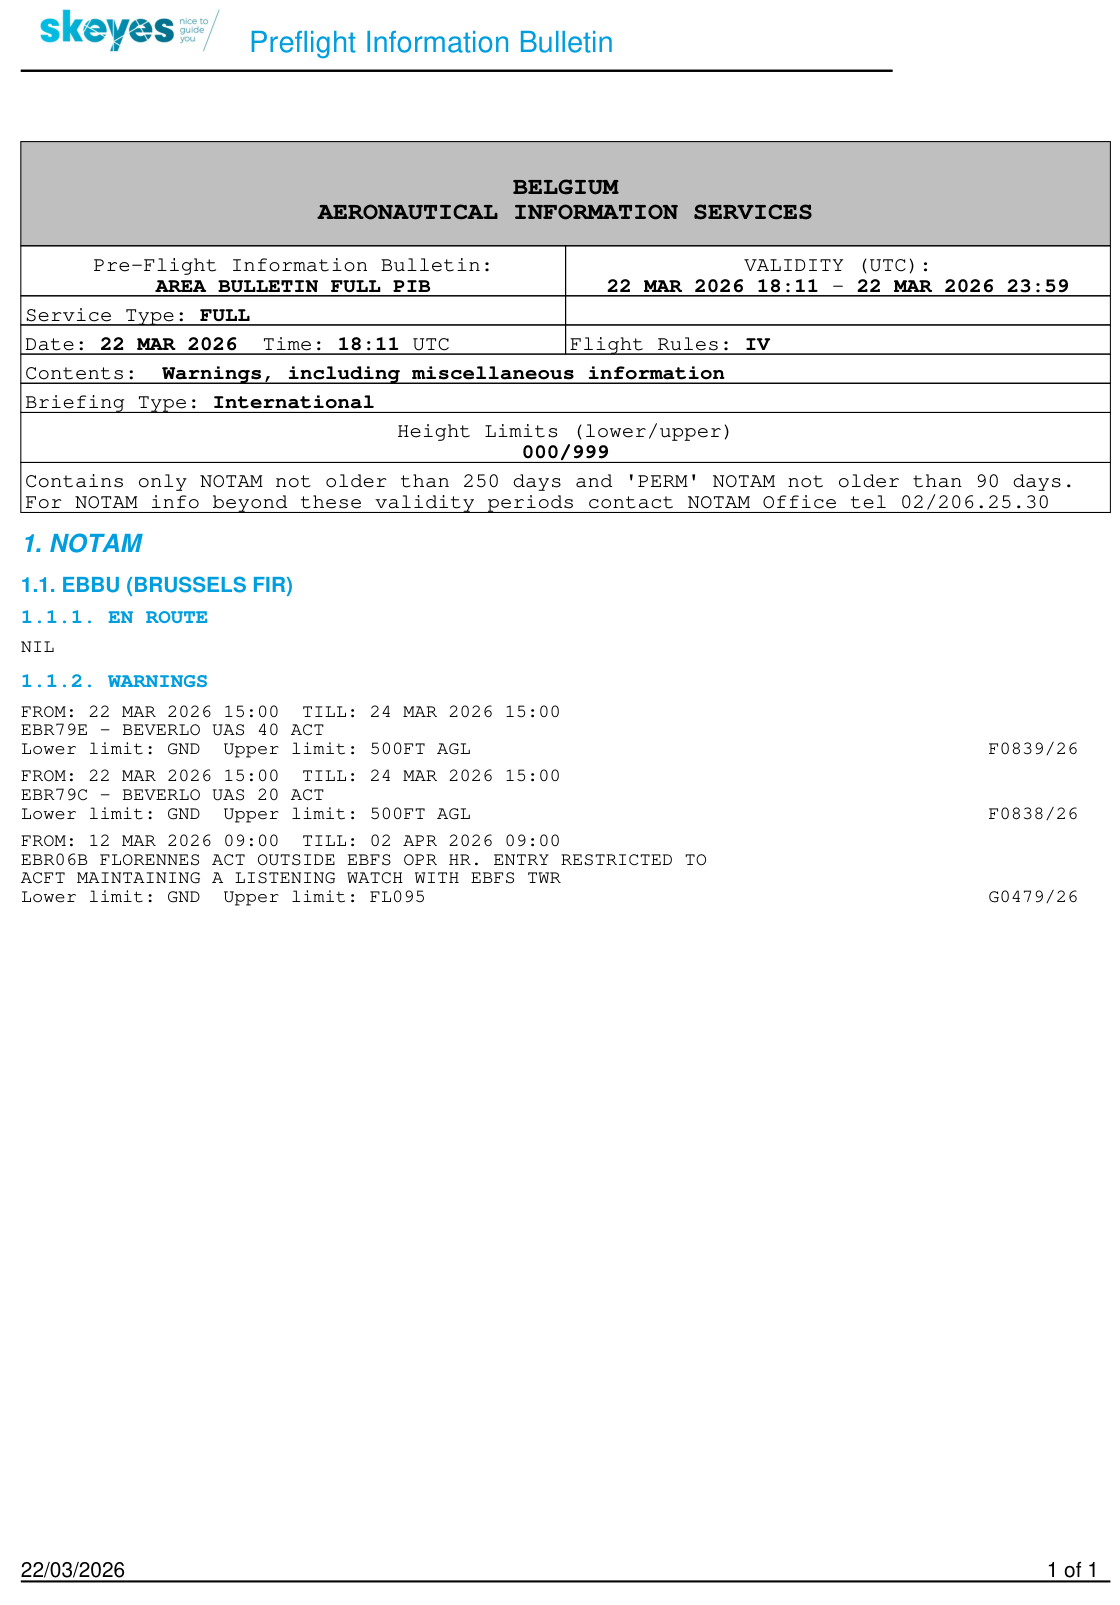 skeyes nice to guide you
Preflight Information Bulletin
BELGIUM
AERONAUTICAL INFORMATION SERVICES
Pre-Flight Information Bulletin:
AREA BULLETIN FULL PIB
VALIDITY (UTC):
22 MAR 2026 18:11 - 22 MAR 2026 23:59
Service Type: FULL
Date: 22 MAR 2026 Time: 18:11 UTC
Flight Rules: IV
Contents: Warnings, including miscellaneous information
Briefing Type: International
Height Limits (lower/upper)
000/999
Contains only NOTAM not older than 250 days and 'PERM' NOTAM not older than 90 days.
For NOTAM info beyond these validity periods contact NOTAM Office tel 02/206.25.30
1. NOTAM
1.1. EBBU (BRUSSELS FIR)
1.1.1. EN ROUTE
NIL
1.1.2. WARNINGS
FROM: 22 MAR 2026 15:00 TILL: 24 MAR 2026 15:00
EBR79E - BEVERLO UAS 40 ACT
Lower limit: GND Upper limit: 500FT AGL F0839/26
FROM: 22 MAR 2026 15:00 TILL: 24 MAR 2026 15:00
EBR79C - BEVERLO UAS 20 ACT
Lower limit: GND Upper limit: 500FT AGL F0838/26
FROM: 12 MAR 2026 09:00 TILL: 02 APR 2026 09:00
EBR06B FLORENNES ACT OUTSIDE EBFS OPR HR. ENTRY RESTRICTED TO
ACFT MAINTAINING A LISTENING WATCH WITH EBFS TWR
Lower limit: GND Upper limit: FL095 G0479/26
22/03/2026 1 of 1